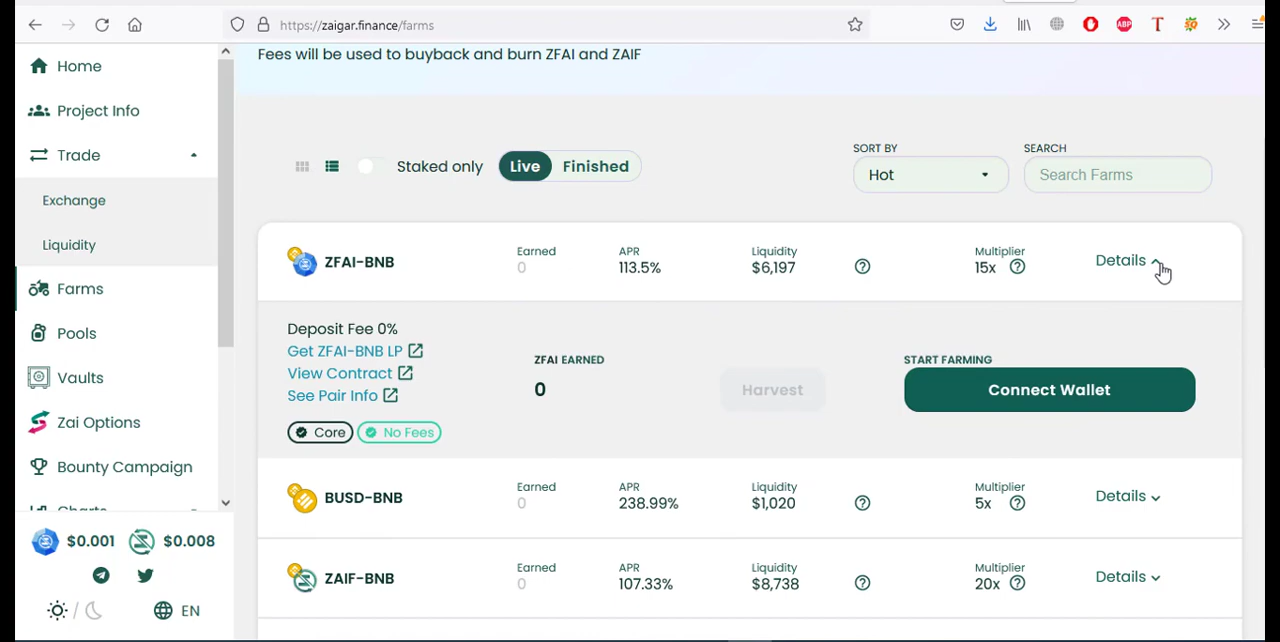 https://zaigar.finance/farms
ABP
T
Home
Project Info
Trade
Exchange
Liquidity
Farms
Pools
Vaults
Zai Options
Bounty Campaign
$0.001
$0.008
EN
Fees will be used to buyback and burn ZFAI and ZAIF
Staked only
Live
Finished
SORT BY
Hot
SEARCH
Search Farms
ZFAI-BNB
Earned
0
APR
113.5%
Liquidity
$6,197
Multiplier
15x
Details
Deposit Fee 0%
Get ZFAI-BNB LP
View Contract
See Pair Info
Core
No Fees
ZFAI EARNED
0
Harvest
START FARMING
Connect Wallet
BUSD-BNB
Earned
0
APR
238.99%
Liquidity
$1,020
Multiplier
5x
Details
ZAIF-BNB
Earned
0
APR
107.33%
Liquidity
$8,738
Multiplier
20x
Details